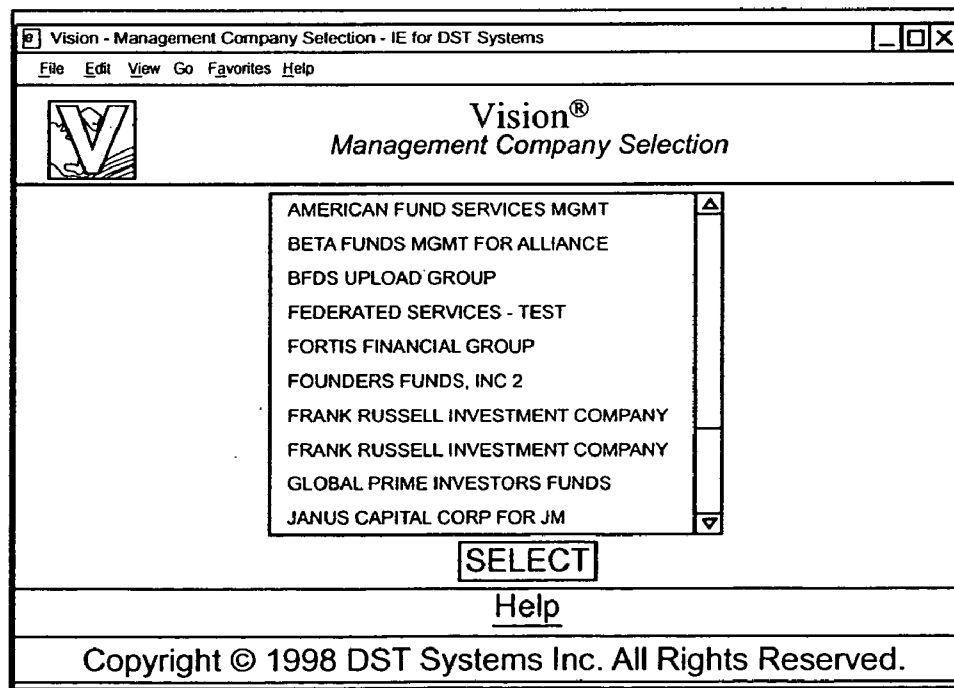 Vision - Management Company Selection - IE for DST Systems
File Edit View Go Favorites Help
V
Vision®
Management Company Selection
AMERICAN FUND SERVICES MGMT
BETA FUNDS MGMT FOR ALLIANCE
BFDS UPLOAD GROUP
FEDERATED SERVICES - TEST
FORTIS FINANCIAL GROUP
FOUNDERS FUNDS, INC 2
FRANK RUSSELL INVESTMENT COMPANY
FRANK RUSSELL INVESTMENT COMPANY
GLOBAL PRIME INVESTORS FUNDS
JANUS CAPITAL CORP FOR JM
SELECT
Help
Copyright © 1998 DST Systems Inc. All Rights Reserved.